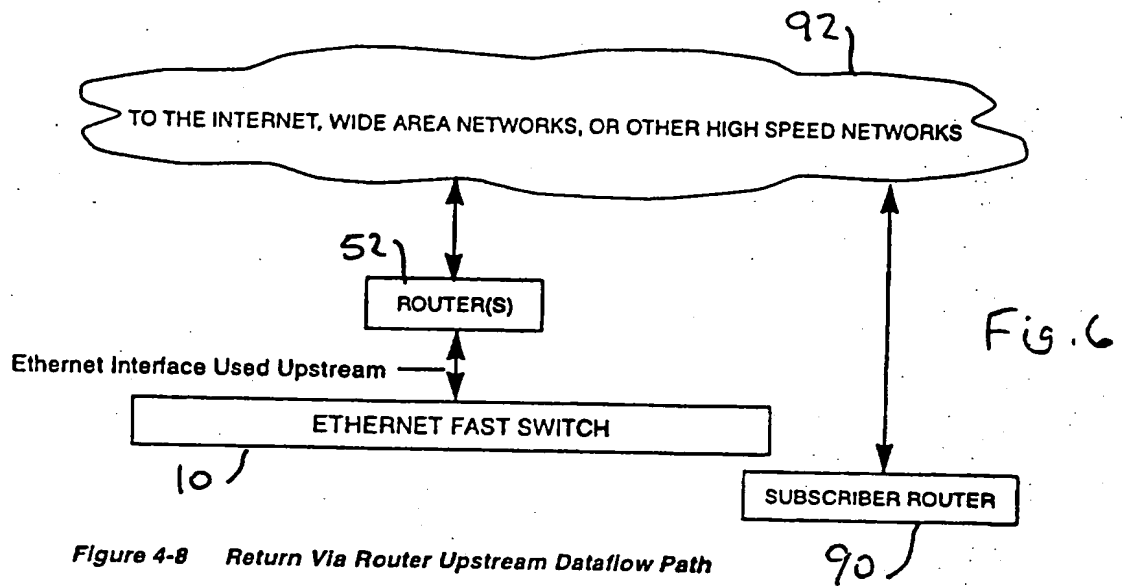 92
TO THE INTERNET, WIDE AREA NETWORKS, OR OTHER HIGH SPEED NETWORKS
52
ROUTER(S)
Fig. 6
Ethernet Interface Used Upstream
ETHERNET FAST SWITCH
10
SUBSCRIBER ROUTER
90
Figure 4-8 Return Via Router Upstream Dataflow Path